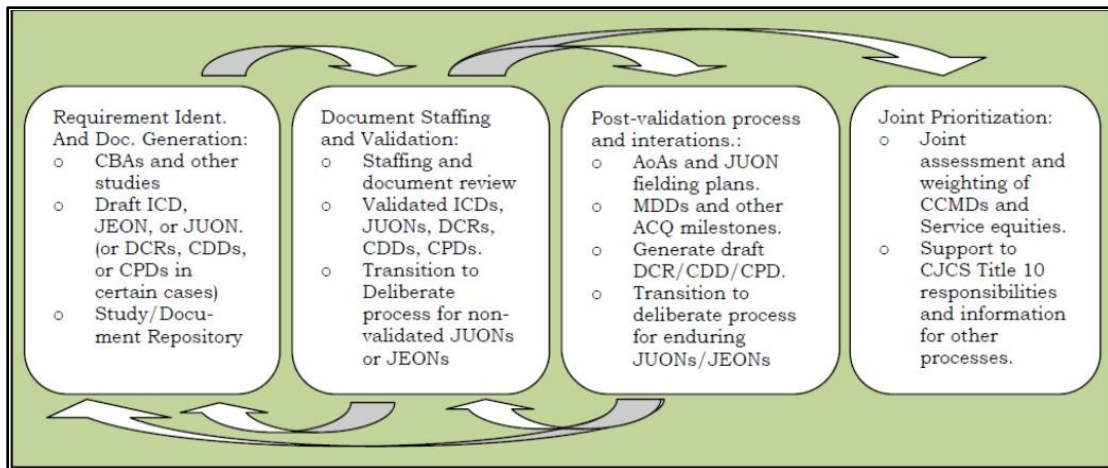 Requirement Ident.
And Doc. Generation:
o CBAs and other
studies
o Draft ICD,
JEON, or JUON.
(or DCRs, CDDs,
or CPDs in
certain cases)
o Study/Docu-
ment Repository
Document Staffing
and Validation:
o Staffing and
document review
o Validated ICDs,
JUONs, DCRs,
CDDs, CPDs.
o Transition to
Deliberate
process for non-
validated JUONs
or JEONs
Post-validation process
and interations.:
o AoAs and JUON
fielding plans.
o MDDs and other
ACQ milestones.
o Generate draft
DCR/CDD/CPD.
o Transition to
deliberate process
for enduring
JUONs/JEONs
Joint Prioritization:
o Joint
assessment and
weighting of
CCMDs and
Service equities.
o Support to
CJCS Title 10
responsibilities
and information
for other
processes.